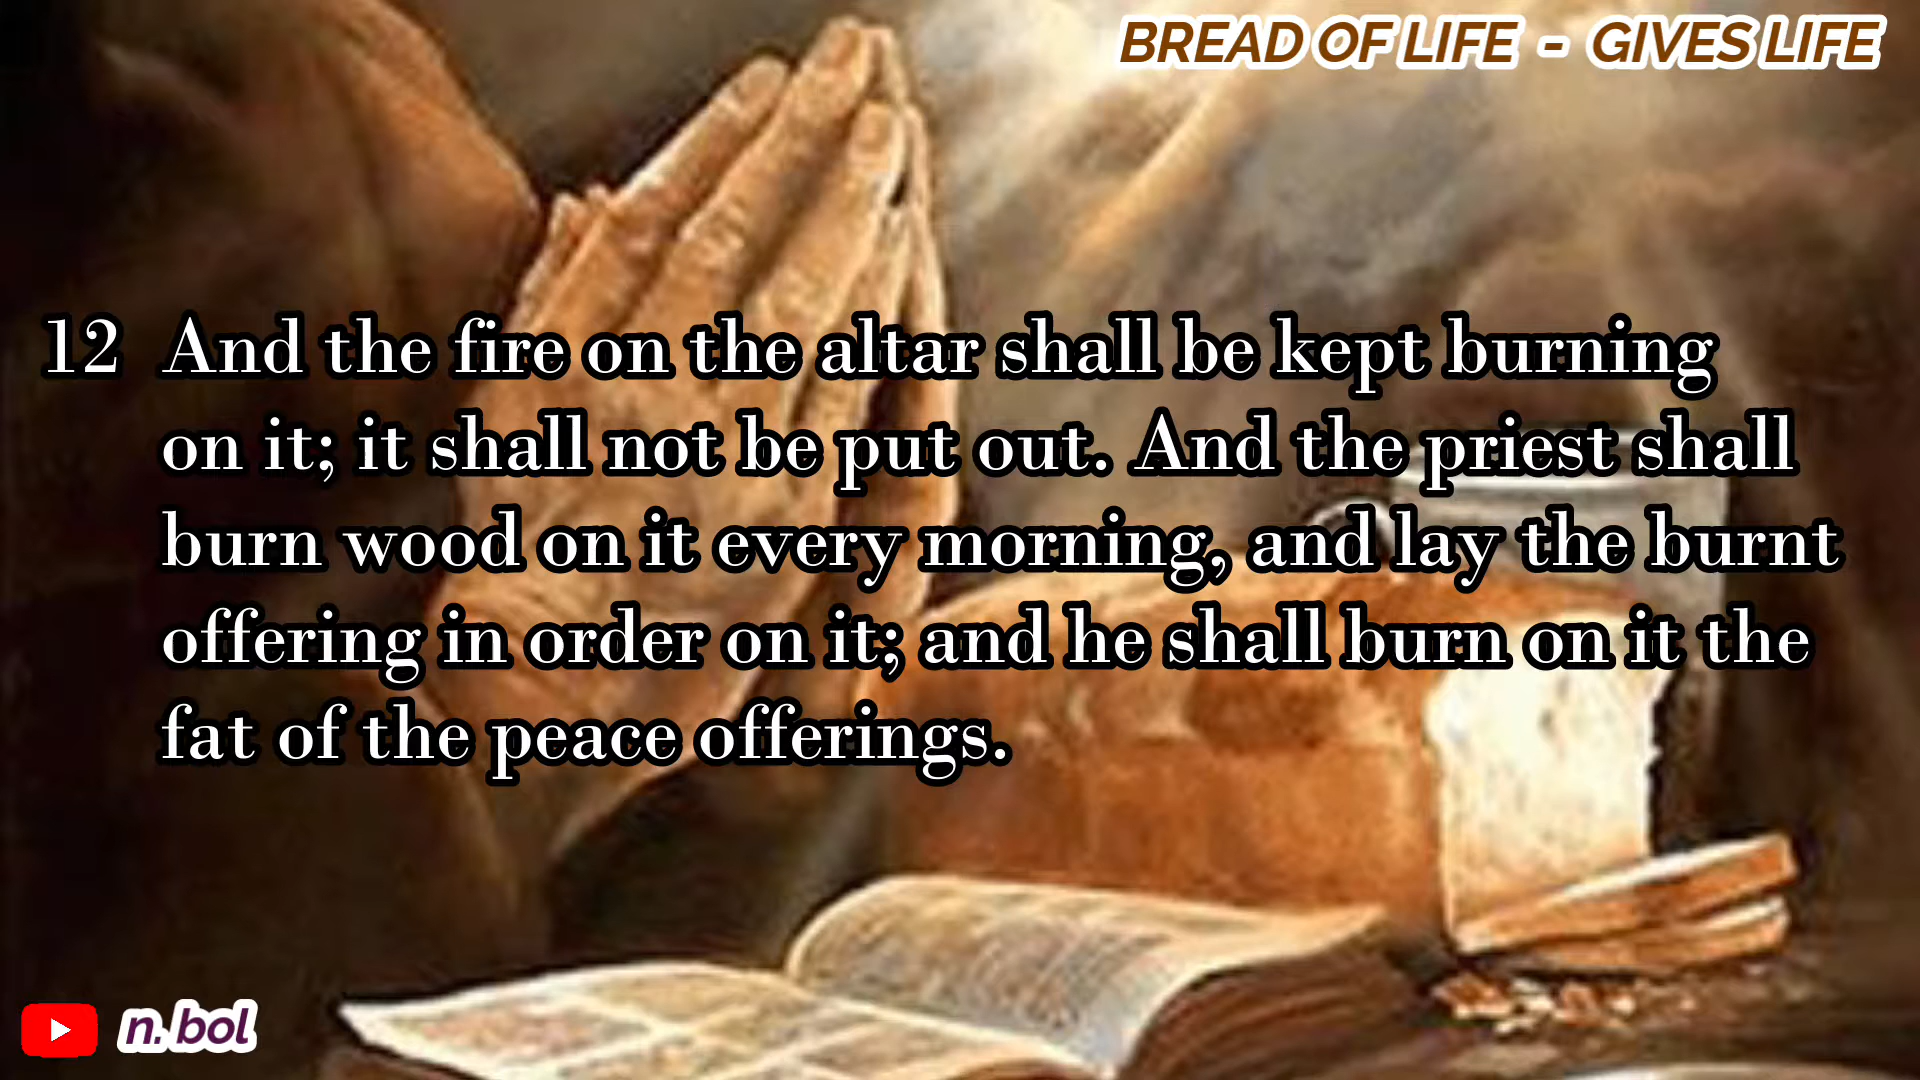 BREAD OF LIFE - GIVES LIFE
12 And the fire on the altar shall be kept burning
on it; it shall not be put out. And the priest shall
burn wood on it every morning, and lay the burnt
offering in order on it; and he shall burn on it the
fat of the peace offerings.
n. bol